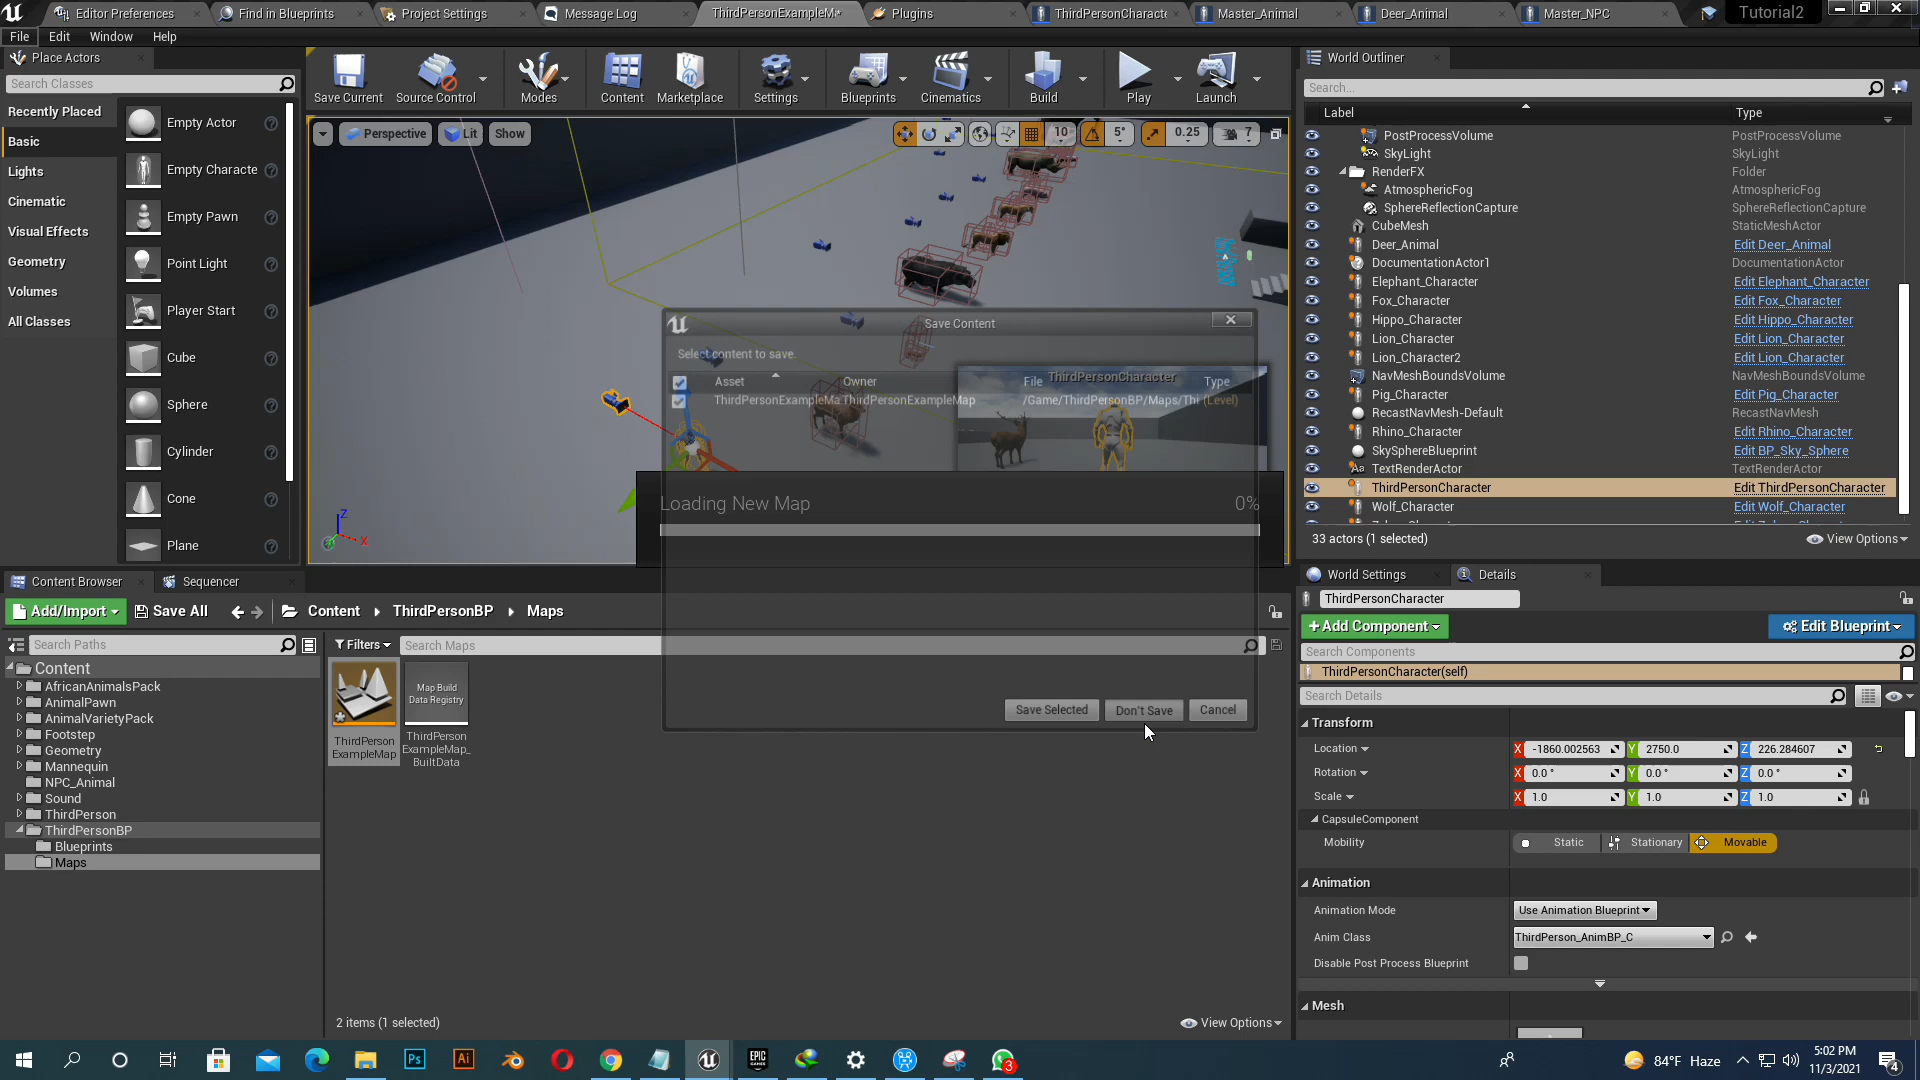 Editor Preferences
Find in Blueprints
Project Settings
Message Log
ThirdPersonExampleM
Plugins
ThirdPersonCharacte
Master_Animal
Deer_Animal
Master_NPC
Tutorial2
File Edit Window Help
Place Actors
Search Classes
Recently Placed
Basic
Lights
Cinematic
Visual Effects
Geometry
Volumes
All Classes
Empty Actor
Empty Characte
Empty Pawn
Point Light
Player Start
Cube
Sphere
Cylinder
Cone
Plane
Save Current
Source Control
Modes
Content
Marketplace
Settings
Blueprints
Cinematics
Build
Play
Launch
Perspective
Lit
Show
10
5°
0.25
7
Z
X
Save Content
Select content to save.
Asset Owner File Type
ThirdPersonExampleMa ThirdPersonExampleMap /Game/ThirdPersonBP/Maps/Thi (Level)
ThirdPersonCharacter
Loading New Map 0%
Save Selected
Don't Save
Cancel
World Outliner
Search...
Label Type
PostProcessVolume PostProcessVolume
SkyLight SkyLight
RenderFX Folder
AtmosphericFog AtmosphericFog
SphereReflectionCapture SphereReflectionCapture
CubeMesh StaticMeshActor
Deer_Animal Edit Deer_Animal
DocumentationActor1 DocumentationActor
Elephant_Character Edit Elephant_Character
Fox_Character Edit Fox_Character
Hippo_Character Edit Hippo_Character
Lion_Character Edit Lion_Character
Lion_Character2 Edit Lion_Character
NavMeshBoundsVolume NavMeshBoundsVolume
Pig_Character Edit Pig_Character
RecastNavMesh-Default RecastNavMesh
Rhino_Character Edit Rhino_Character
SkySphereBlueprint Edit BP_Sky_Sphere
TextRenderActor TextRenderActor
ThirdPersonCharacter Edit ThirdPersonCharacter
Wolf_Character Edit Wolf_Character
33 actors (1 selected)
View Options
Content Browser
Sequencer
Add/Import
Save All
Content ThirdPersonBP Maps
Search Paths
Filters
Search Maps
Content
AfricanAnimalsPack
AnimalPawn
AnimalVarietyPack
Footstep
Geometry
Mannequin
NPC_Animal
Sound
ThirdPerson
ThirdPersonBP
Blueprints
Maps
ThirdPerson
ExampleMap
Map Build
Data Registry
ThirdPerson
ExampleMap_
BuiltData
2 items (1 selected)
View Options
World Settings
Details
ThirdPersonCharacter
+Add Component
Edit Blueprint
Search Components
ThirdPersonCharacter(self)
Search Details
Transform
Location X -1860.002563 Y 2750.0 Z 226.284607
Rotation X 0.0 ° Y 0.0 ° Z 0.0 °
Scale X 1.0 Y 1.0 Z 1.0
CapsuleComponent
Mobility Static Stationary Movable
Animation
Animation Mode Use Animation Blueprint
Anim Class ThirdPerson_AnimBP_C
Disable Post Process Blueprint
Mesh
Ps
Ai
EPIC
GAMES
3
84°F Haze
5:02 PM
11/3/2021
4